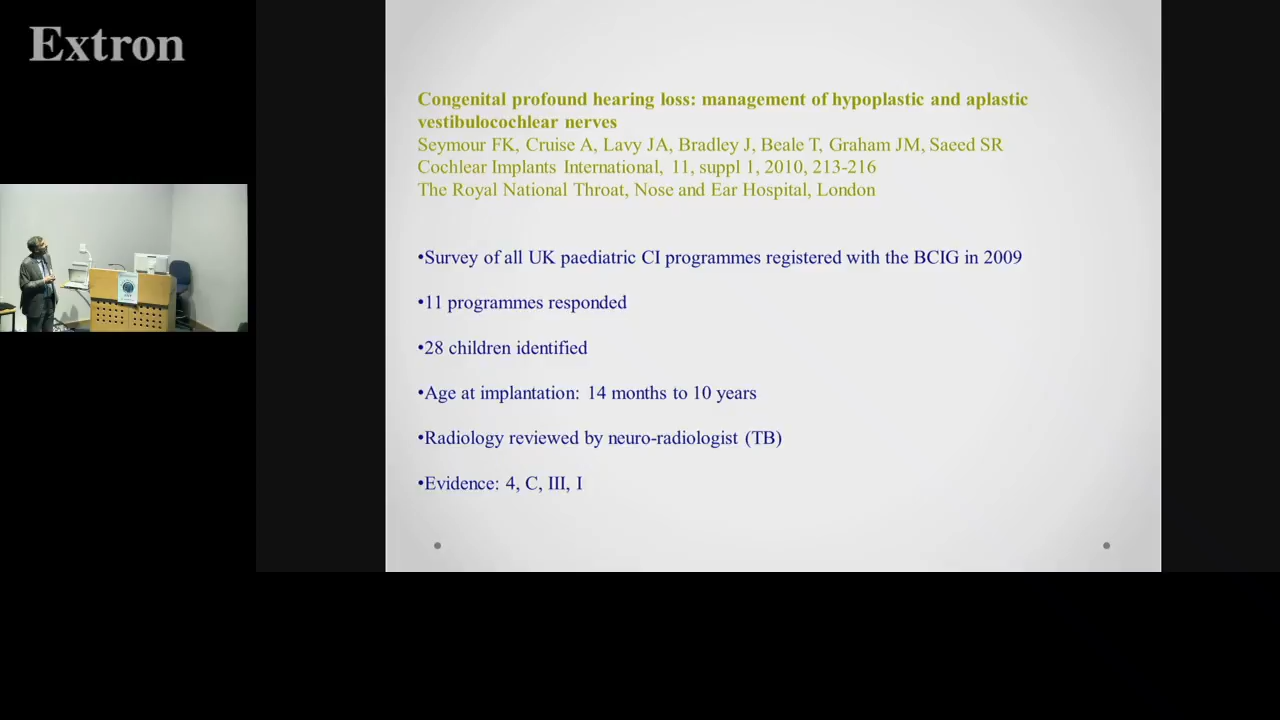 Extron
Congenital profound hearing loss: management of hypoplastic and aplastic
vestibulocochlear nerves
Seymour FK, Cruise A, Lavy JA, Bradley J, Beale T, Graham JM, Saeed SR
Cochlear Implants International, 11, suppl 1, 2010, 213-216
The Royal National Throat, Nose and Ear Hospital, London
•Survey of all UK paediatric CI programmes registered with the BCIG in 2009
•11 programmes responded
•28 children identified
•Age at implantation: 14 months to 10 years
•Radiology reviewed by neuro-radiologist (TB)
•Evidence: 4, C, III, I